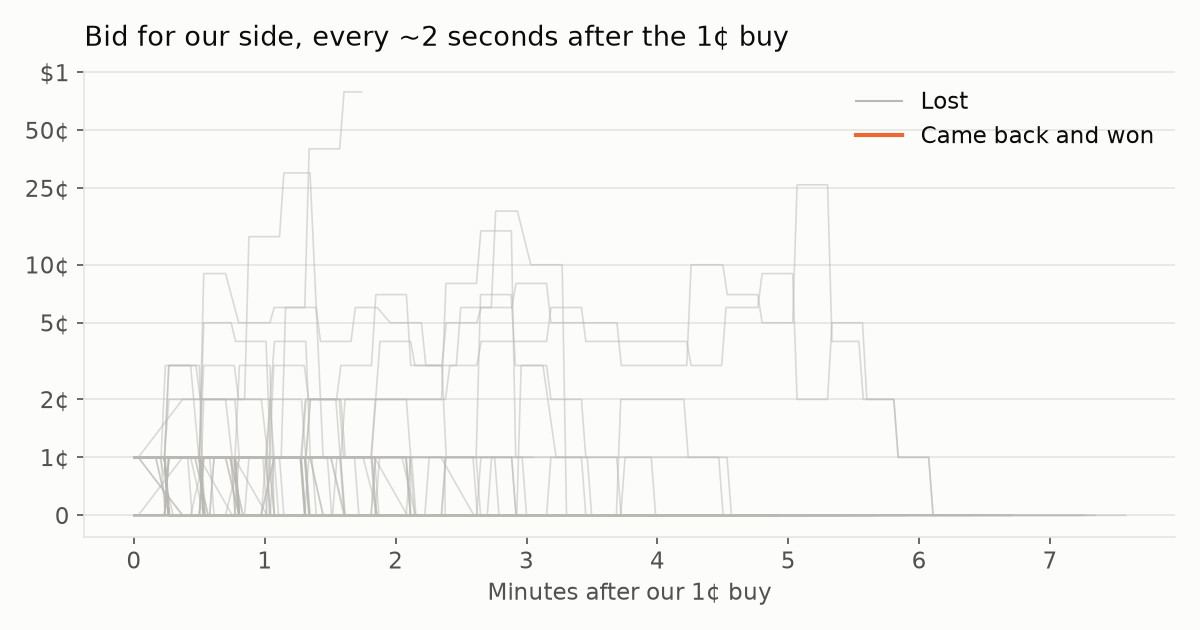 Bid for our side, every ~2 seconds after the 1¢ buy
$1
50¢
25¢
10¢
5¢
2¢
1¢
0
Lost
Came back and won
0 1 2 3 4 5 6 7
Minutes after our 1¢ buy